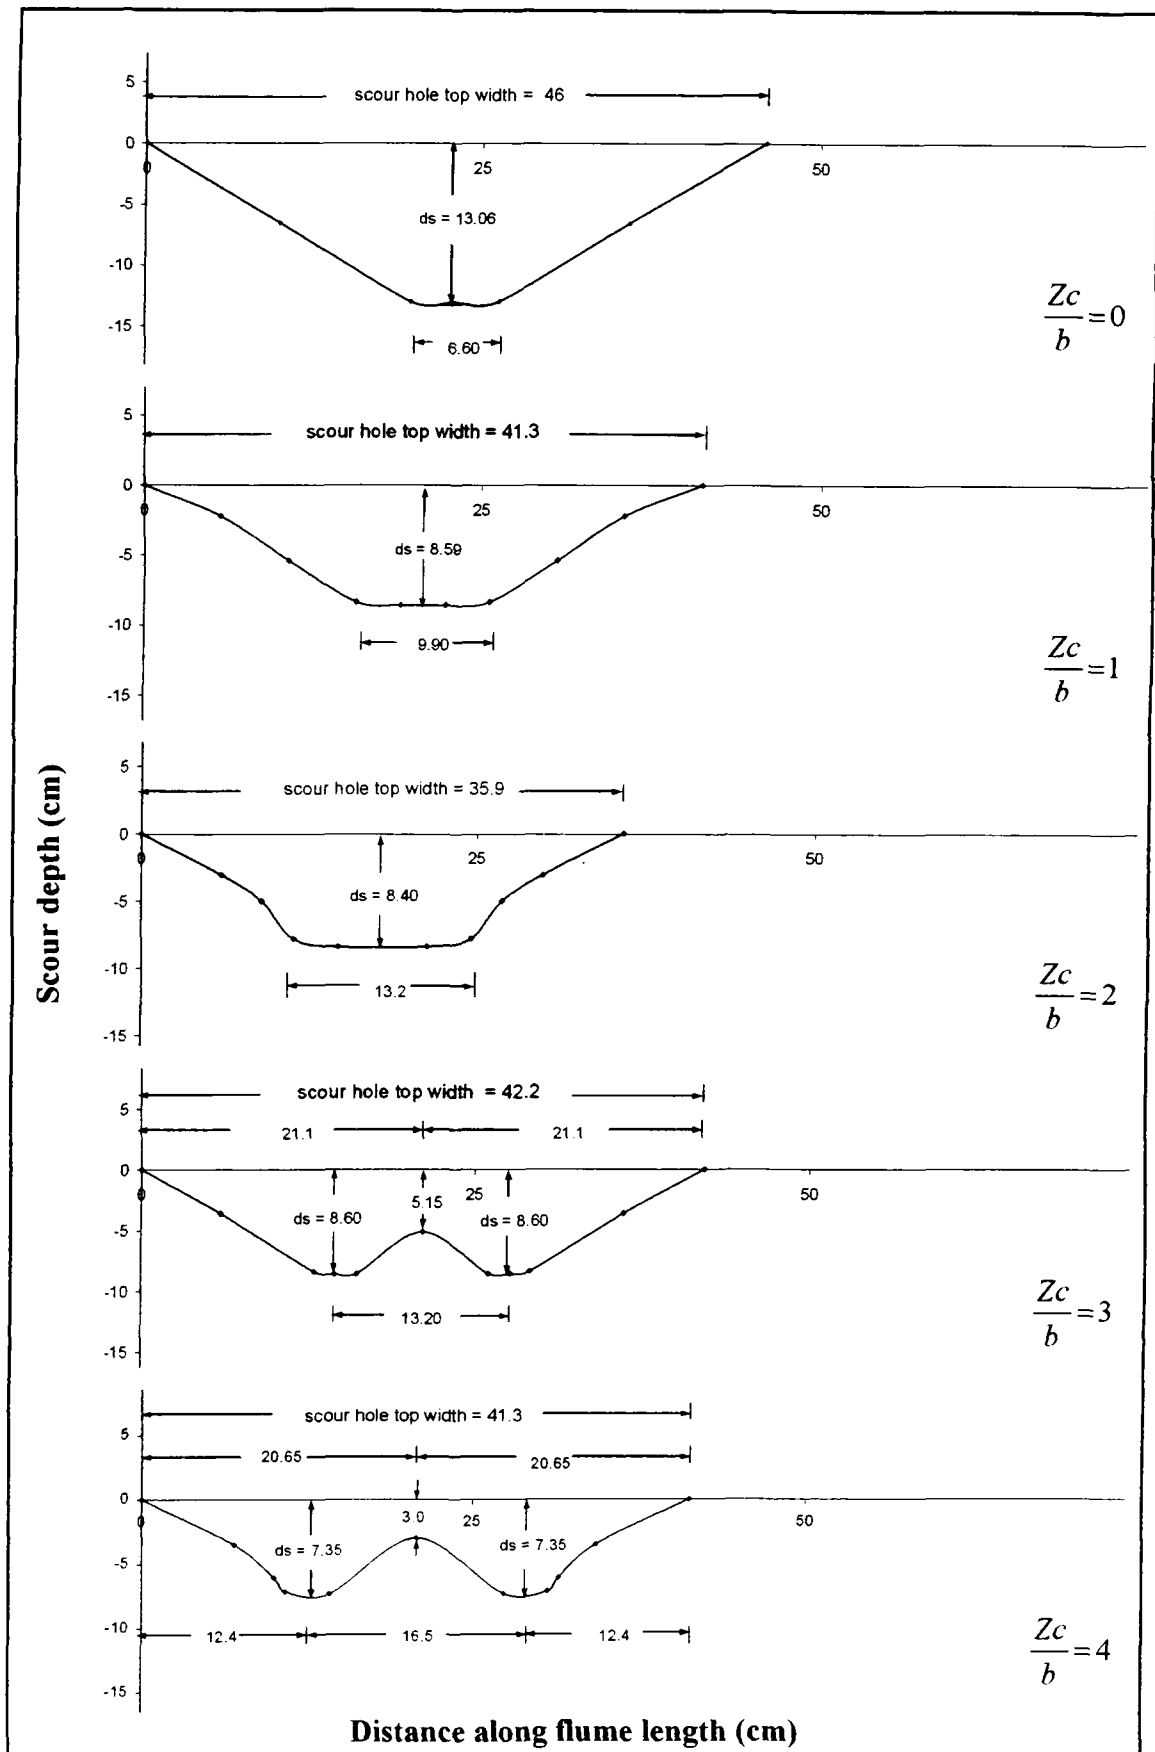 5
scour hole top width = 46
0
0
25
50
-5
ds = 13.06
-10
-15
6.60
Zc/b = 0
5
scour hole top width = 41.3
0
0
25
50
-5
ds = 8.59
-10
9.90
-15
Zc/b = 1
5
scour hole top width = 35.9
0
0
25
50
-5
ds = 8.40
-10
13.2
-15
Zc/b = 2
Scour depth (cm)
scour hole top width = 42.2
5
21.1
21.1
0
0
25
50
5.15
ds = 8.60
ds = 8.60
-5
-10
13.20
-15
Zc/b = 3
scour hole top width = 41.3
5
20.65
20.65
0
0
3.0
25
50
ds = 7.35
ds = 7.35
-5
-10
12.4
16.5
12.4
-15
Zc/b = 4
Distance along flume length (cm)